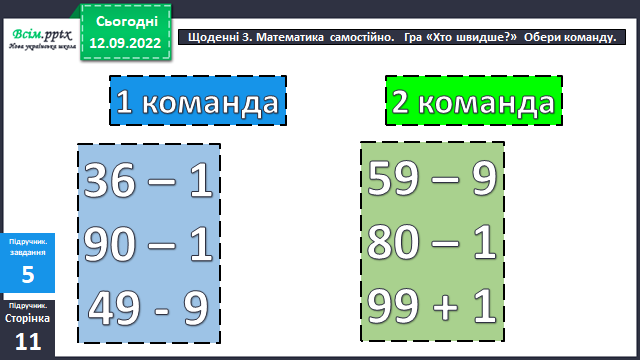 Всім.pptx
Нова українська школа
Сьогодні
12.09.2022
Щоденні 3. Математика самостійно. Гра «Хто швидше?» Обери команду.
1 команда
36 – 1
90 – 1
49 - 9
2 команда
59 – 9
80 – 1
99 + 1
Підручник.
завдання
5
Підручник.
Сторінка
11